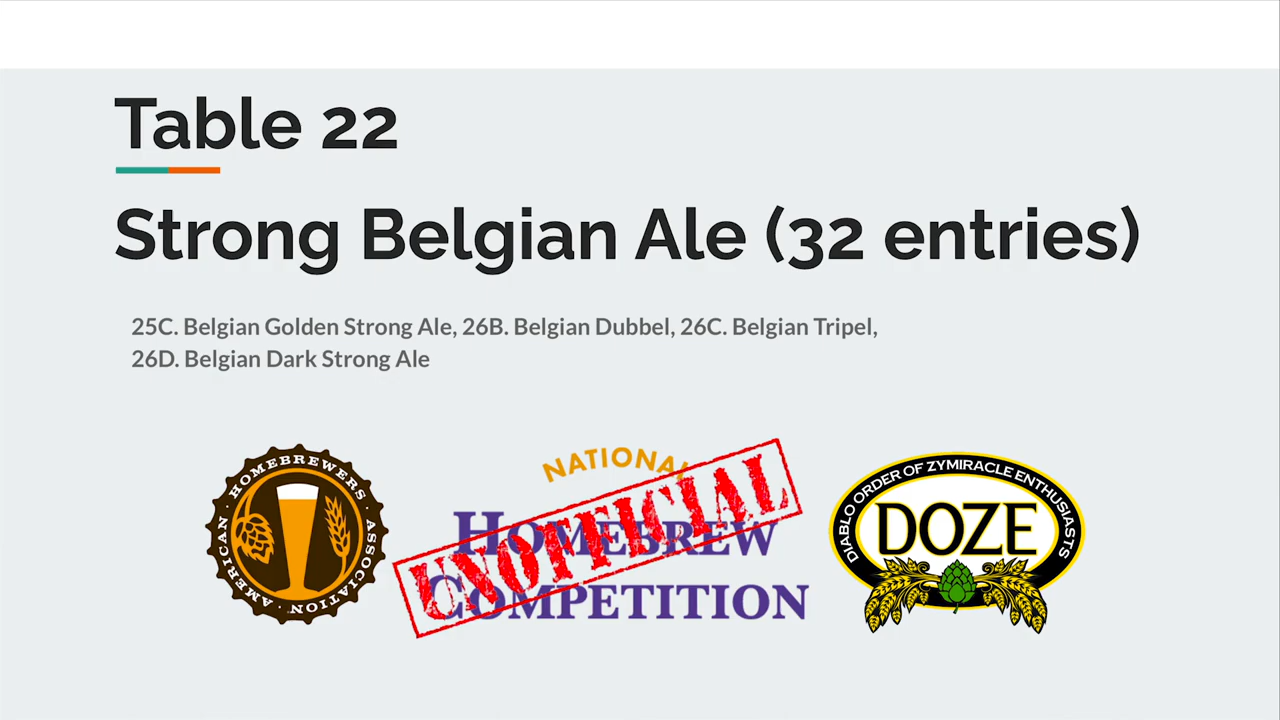 Table 22
Strong Belgian Ale (32 entries)
25C. Belgian Golden Strong Ale, 26B. Belgian Dubbel, 26C. Belgian Tripel,
26D. Belgian Dark Strong Ale
AMERICAN · HOMEBREWERS · ASSOCIATION ·
NATIONAL
HOMEBREW
COMPETITION
UNOFFICIAL
DIABLO ORDER OF ZYMIRACLE ENTHUSIASTS
DOZE